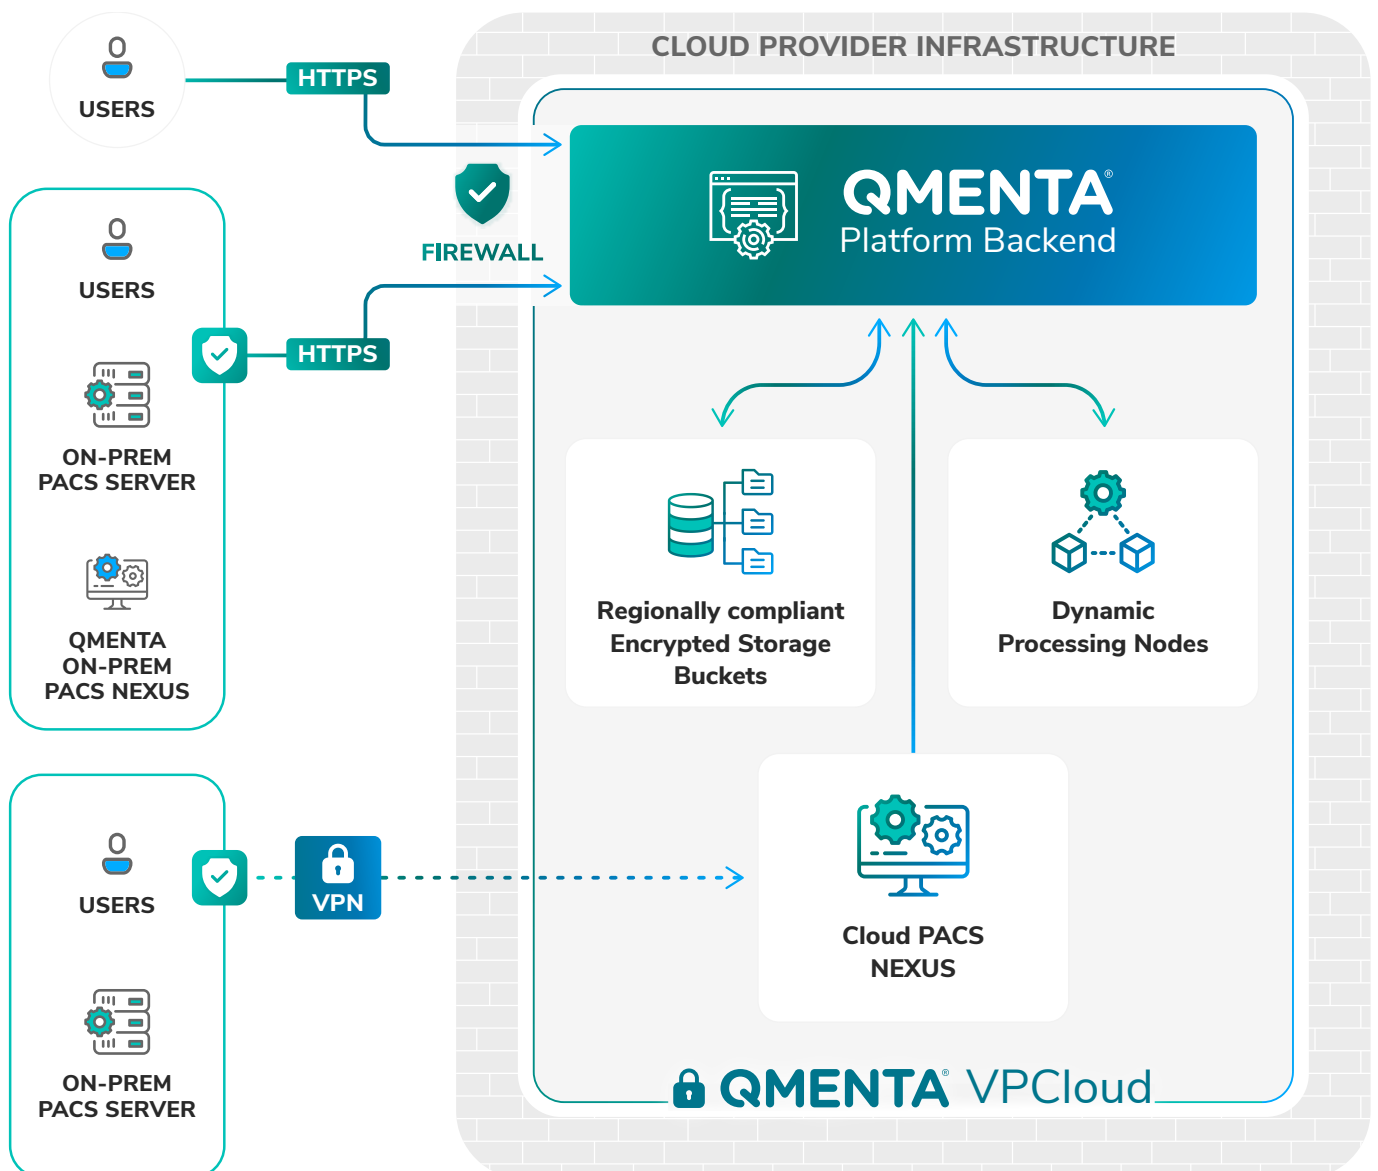 CLOUD PROVIDER INFRASTRUCTURE
USERS
HTTPS
QMENTA®
Platform Backend
FIREWALL
USERS
HTTPS
ON-PREM
PACS SERVER
QMENTA
ON-PREM
PACS NEXUS
Regionally compliant
Encrypted Storage
Buckets
Dynamic
Processing Nodes
USERS
VPN
ON-PREM
PACS SERVER
Cloud PACS
NEXUS
QMENTA® VPCloud